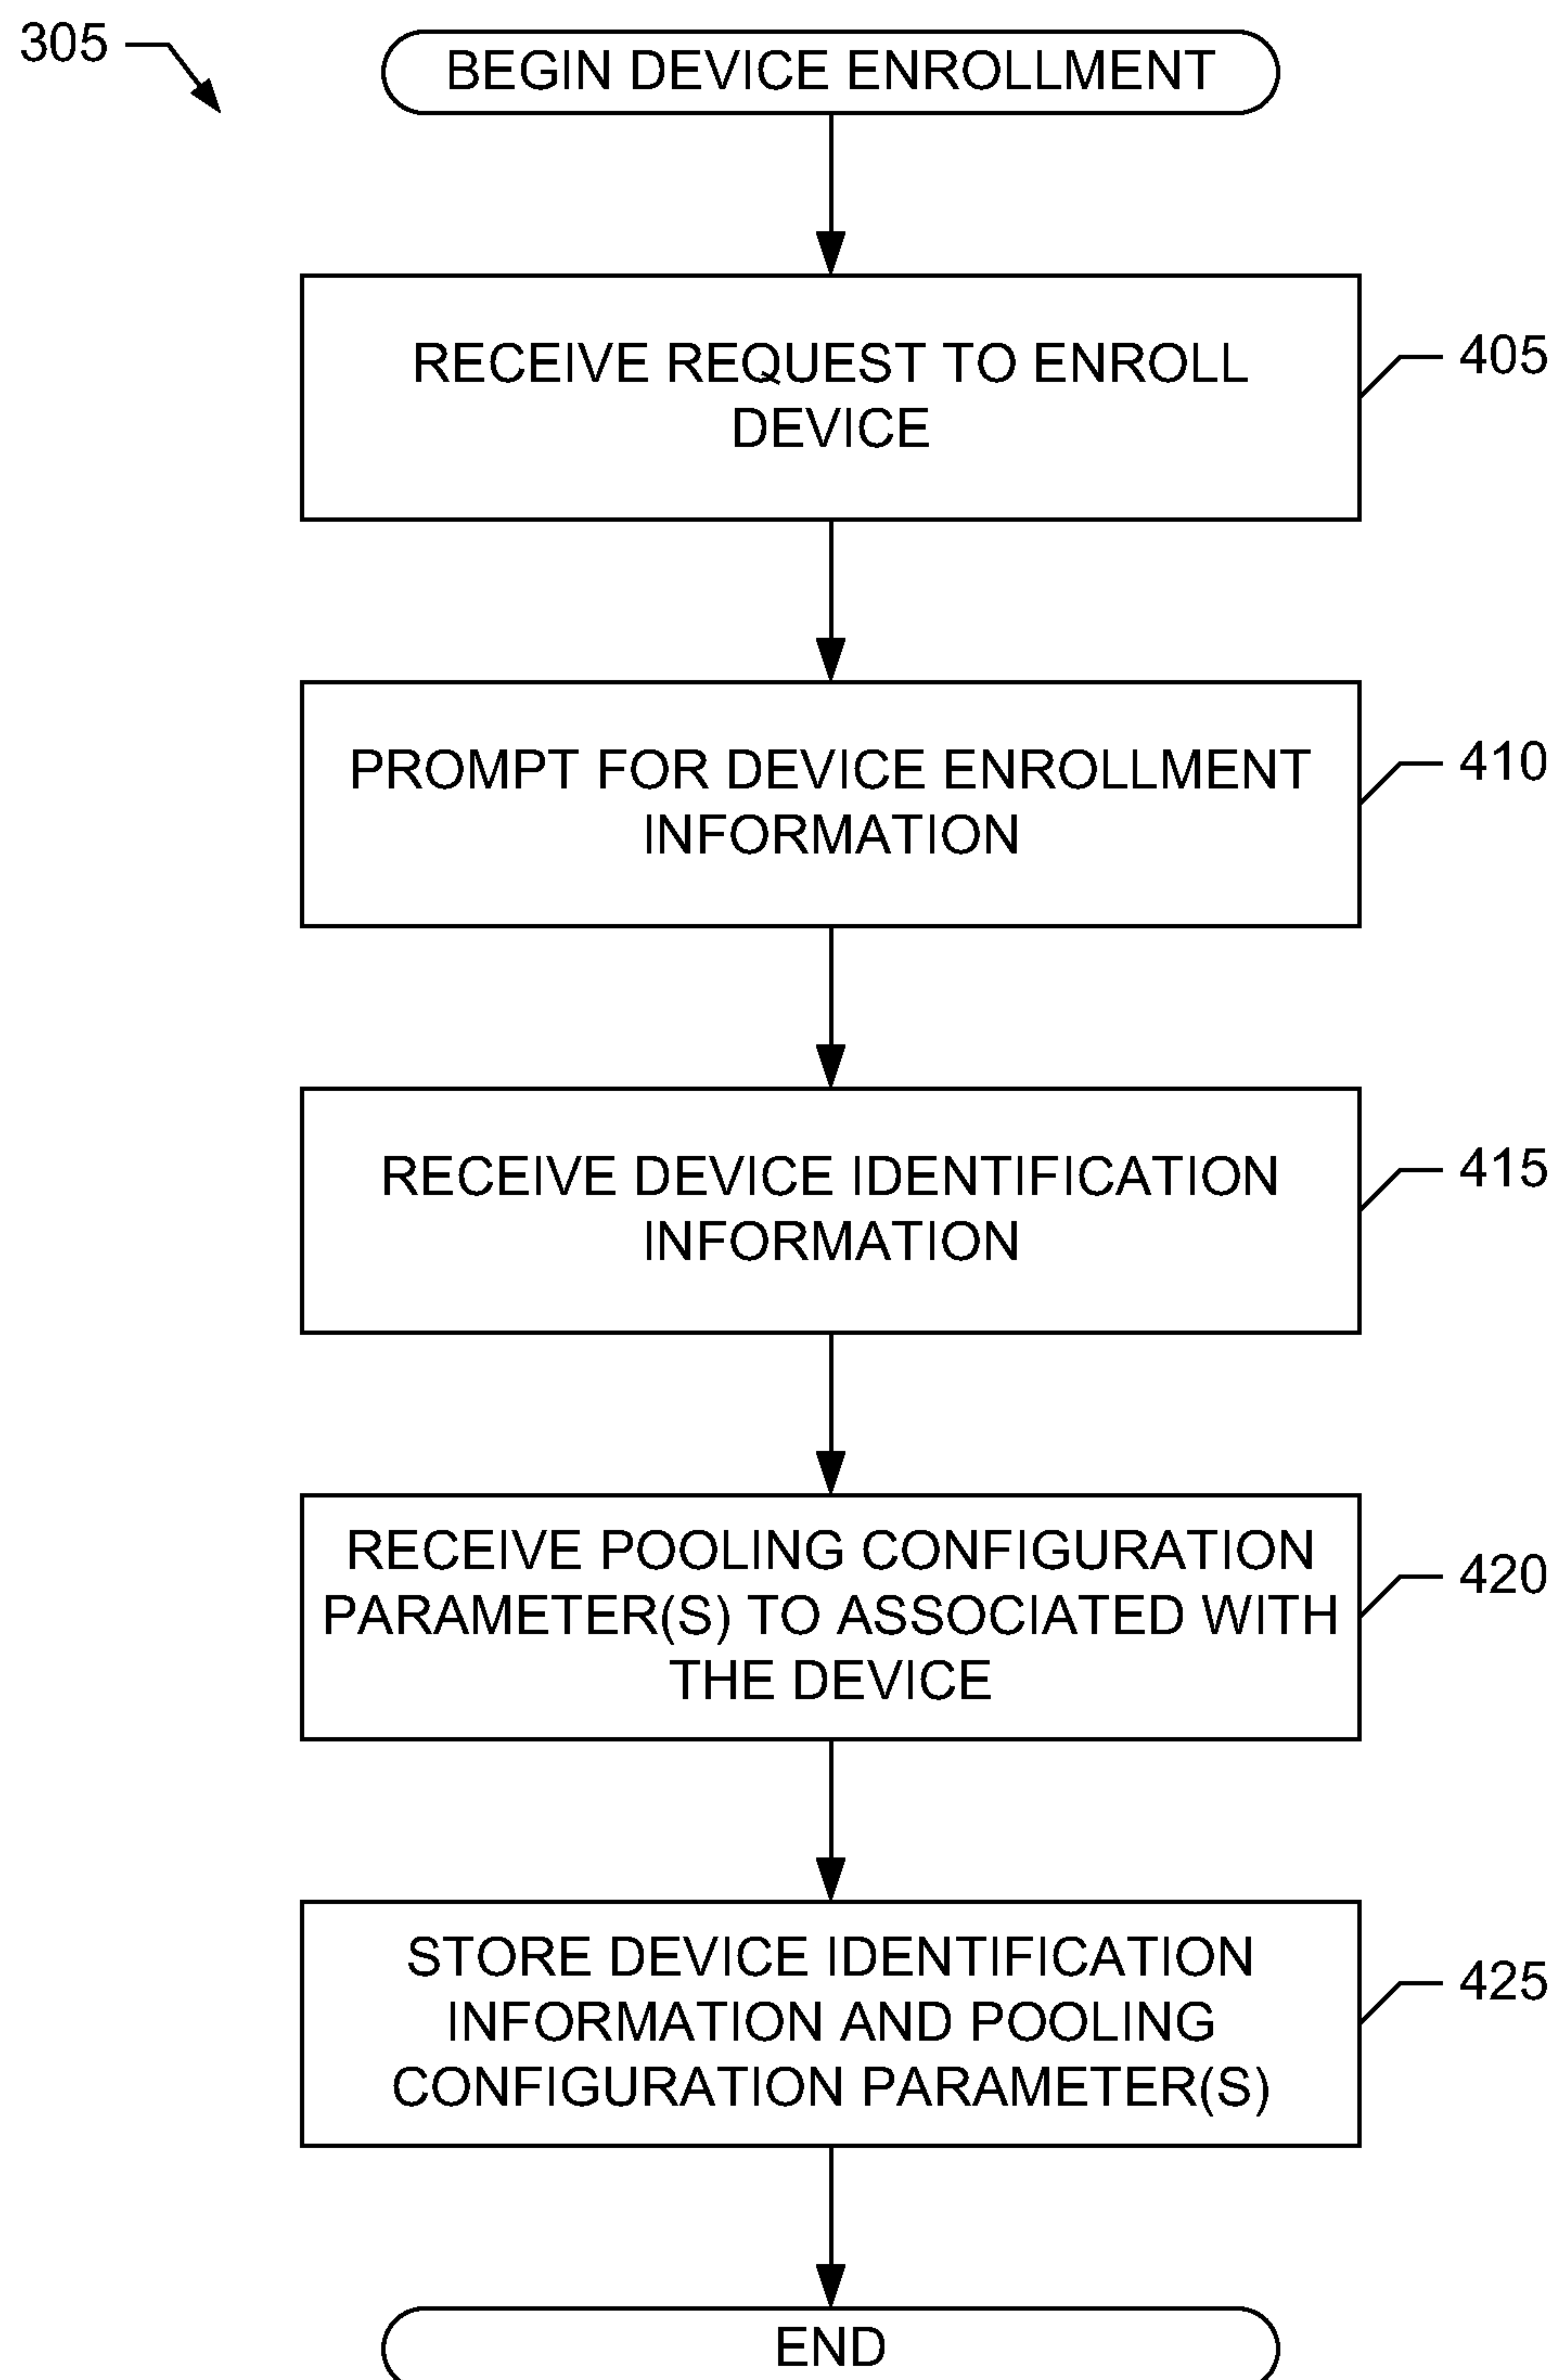 305
BEGIN DEVICE ENROLLMENT
RECEIVE REQUEST TO ENROLL
DEVICE
405
PROMPT FOR DEVICE ENROLLMENT
INFORMATION
410
RECEIVE DEVICE IDENTIFICATION
INFORMATION
415
RECEIVE POOLING CONFIGURATION
PARAMETER(S) TO ASSOCIATED WITH
THE DEVICE
420
STORE DEVICE IDENTIFICATION
INFORMATION AND POOLING
CONFIGURATION PARAMETER(S)
425
END